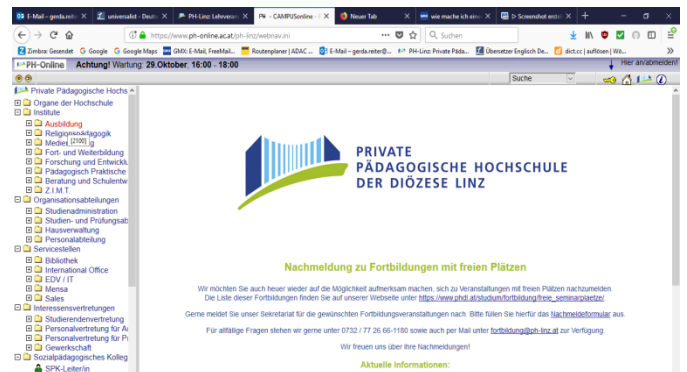 E-Mail – gerda.reite
universalist - Deuts
PH-Linz: Lehrveran
PH - CAMPUSonline -
Neuer Tab
wie mache ich eine
Screenshot erste
https://www.ph-online.ac.at/ph-linz/webnav.ini
Suchen
Zimbra: Gesendet
Google
Google Maps
GMX: E-Mail, FreeMail...
Routenplaner | ADAC ...
E-Mail – gerda.reiter@...
PH-Linz: Private Päda...
Übersetzer Englisch De...
dict.cc | auflösen | Wö...
PH-Online Achtung! Wartung: 29.Oktober, 16:00 - 18:00
Hier an/abmelden!
Suche
Private Pädagogische Hochs
Organe der Hochschule
Institute
Ausbildung
Religionspädagogik
[2100]
Fort- und Weiterbildung
Forschung und Entwicklu
Pädagogisch Praktische
Beratung und Schulentw
Z.I.M.T.
Organisationsabteilungen
Studienadministration
Studien- und Prüfungsab
Hausverwaltung
Personalabteilung
Servicestellen
Bibliothek
International Office
EDV / IT
Mensa
Sales
Interessensvertretungen
Studierendenvertretung
Personalvertretung für A
Personalvertretung für P
Gewerkschaft
Sozialpädagogisches Kolleg
SPK-Leiter/in
PRIVATE
PÄDAGOGISCHE HOCHSCHULE
DER DIÖZESE LINZ
Nachmeldung zu Fortbildungen mit freien Plätzen
Wir möchten Sie auch heuer wieder auf die Möglichkeit aufmerksam machen, sich zu Veranstaltungen mit freien Plätzen nachzumelden.
Die Liste dieser Fortbildungen finden Sie auf unserer Webseite unter https://www.phdl.at/studium/fortbildung/freie_seminarplaetze/.
Gerne meldet Sie unser Sekretariat für die gewünschten Fortbildungsveranstaltungen nach. Bitte füllen Sie hierfür das Nachmeldeformular aus.
Für allfällige Fragen stehen wir gerne unter 0732 / 77 26 66-1180 sowie auch per Mail unter fortbildung@ph-linz.at zur Verfügung.
Wir freuen uns über Ihre Nachmeldungen!
Aktuelle Informationen: